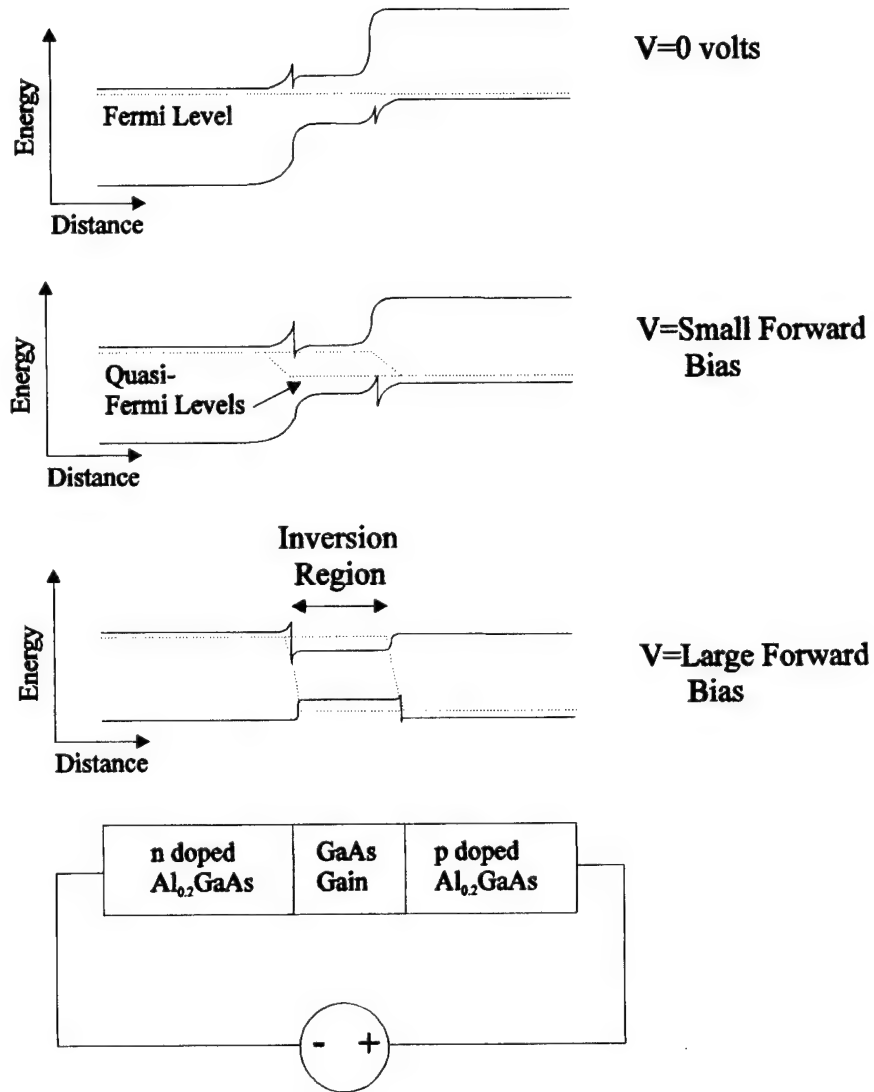 V=0 volts
Energy
Fermi Level
Distance
V=Small Forward
Bias
Energy
Quasi-
Fermi Levels
Distance
Inversion
Region
V=Large Forward
Bias
Energy
Distance
n doped
Al₀.₂GaAs
GaAs
Gain
p doped
Al₀.₂GaAs
- +